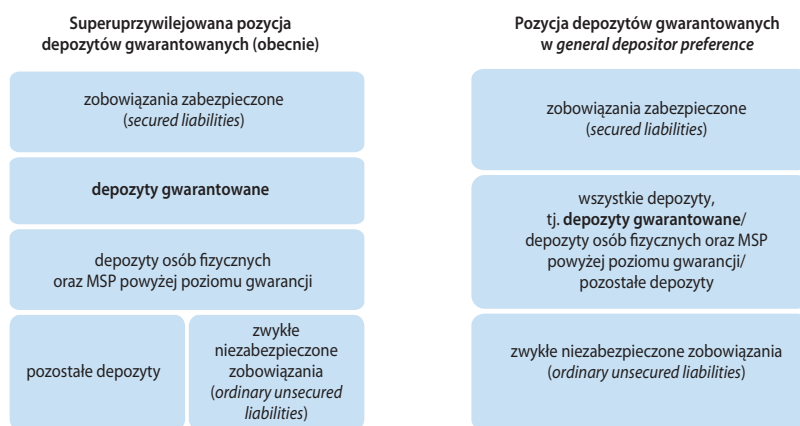 Superuprzywilejowana pozycja
depozytów gwarantowanych (obecnie)
zobowiązania zabezpieczone
(secured liabilities)
depozyty gwarantowane
depozyty osób fizycznych
oraz MSP powyżej poziomu gwarancji
pozostałe depozyty
zwykłe
niezabezpieczone
zobowiązania
(ordinary unsecured
liabilities)
Pozycja depozytów gwarantowanych
w general depositor preference
zobowiązania zabezpieczone
(secured liabilities)
wszystkie depozyty,
tj. depozyty gwarantowane/
depozyty osób fizycznych oraz MSP
powyżej poziomu gwarancji/
pozostałe depozyty
zwykłe niezabezpieczone zobowiązania
(ordinary unsecured liabilities)